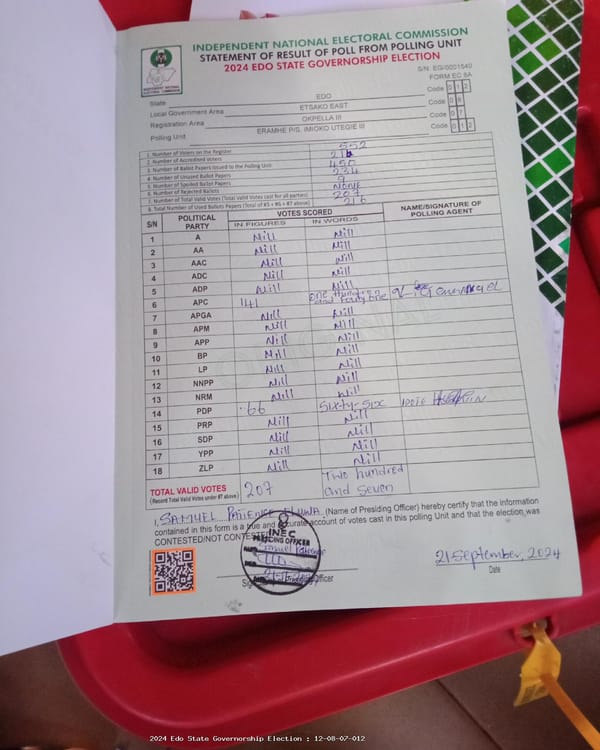 INDEPENDENT NATIONAL ELECTORAL COMMISSION
STATEMENT OF RESULT OF POLL FROM POLLING UNIT
2024 EDO STATE GOVERNORSHIP ELECTION
INDEPENDENT NATIONAL ELECTORAL COMMISSION
S/N: EG/0001540
FORM EC 8A
State EDO Code 0 1 2
Local Government Area ETSAKO EAST Code 0 8
Registration Area OKPELLA III Code 0 7
Polling Unit ERAMHE P/S, IMIOKO UTEGIE III Code 0 1 2
1. Number of Voters on the Register 552
2. Number of Accredited Voters 216
3. Number of Ballot Papers Issued to the Polling Unit 450
4. Number of Unused Ballot Papers 234
5. Number of Spoiled Ballot Papers 9
6. Number of Rejected Ballots None
7. Number of Total Valid Votes (Total Valid Votes cast for all parties) 207
8. Total Number of Used Ballots Papers (Total of #5 + #6 + #7 above) 216
S/N POLITICAL PARTY VOTES SCORED NAME/SIGNATURE OF POLLING AGENT
IN FIGURES IN WORDS
1 A Nill Nill
2 AA Nill Nill
3 AAC Nill Nill
4 ADC Nill Nill
5 ADP Nill Nill
6 APC 141 One hundred and fourty one
7 APGA Nill Nill
8 APM Nill Nill
9 APP Nill Nill
10 BP Nill Nill
11 LP Nill Nill
12 NNPP Nill Nill
13 NRM Nill Nill
14 PDP 66 Sixty-Six
15 PRP Nill Nill
16 SDP Nill Nill
17 YPP Nill Nill
18 ZLP Nill Nill
TOTAL VALID VOTES 207 Two hundred and seven
(Record Total Valid Votes under #7 above)
I, SAMUEL PATIENCE (Name of Presiding Officer) hereby certify that the information
contained in this form is a true and accurate account of votes cast in this polling Unit and that the election was
CONTESTED/NOT CONTESTED
INEC
PRESIDING OFFICER
Officer
21 September, 2024
Date
2024 Edo State Governorship Election : 12-08-07-012